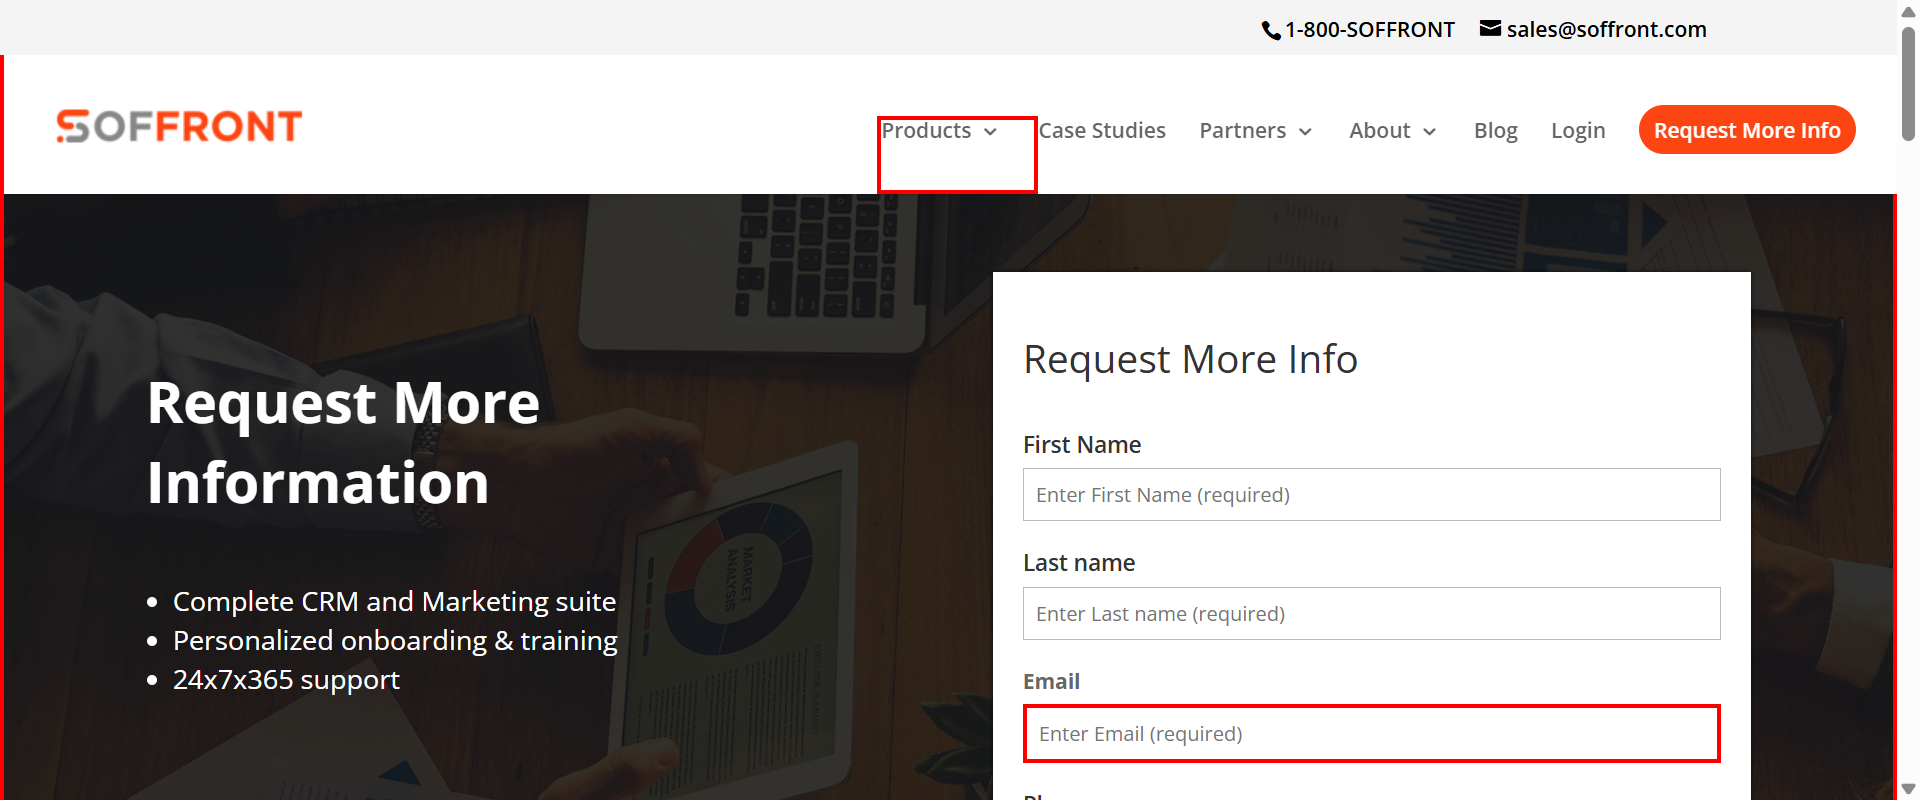 1-800-SOFFRONT sales@soffront.com
SOFFRONT
Products Case Studies Partners About Blog Login Request More Info
Request More
Information
Complete CRM and Marketing suite
Personalized onboarding & training
24x7x365 support
MARKET
ANALYSIS
Request More Info
First Name
Enter First Name (required)
Last name
Enter Last name (required)
Email
Enter Email (required)